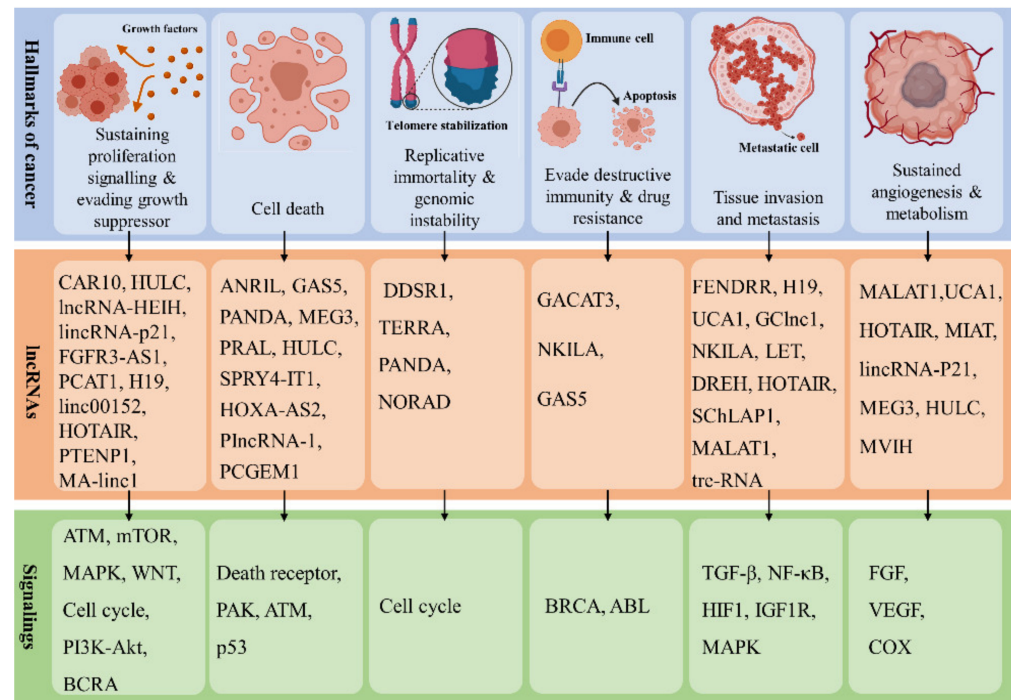 Hallmarks of cancer
Growth factors
Sustaining
proliferation
signalling &
evading growth
suppressor
Cell death
Telomere stabilization
Replicative
immortality &
genomic
instability
Immune cell
Apoptosis
Evade destructive
immunity & drug
resistance
Metastatic cell
Tissue invasion
and metastasis
Sustained
angiogenesis &
metabolism
lncRNAs
CAR10, HULC,
lncRNA-HEIH,
lincRNA-p21,
FGFR3-AS1,
PCAT1, H19,
linc00152,
HOTAIR,
PTENP1,
MA-linc1
ANRIL, GAS5,
PANDA, MEG3,
PRAL, HULC,
SPRY4-IT1,
HOXA-AS2,
PlncRNA-1,
PCGEM1
DDSR1,
TERRA,
PANDA,
NORAD
GACAT3,
NKILA,
GAS5
FENDRR, H19,
UCA1, GClnc1,
NKILA, LET,
DREH, HOTAIR,
SChLAP1,
MALAT1,
tre-RNA
MALAT1,UCA1,
HOTAIR, MIAT,
lincRNA-P21,
MEG3, HULC,
MVIH
Signalings
ATM, mTOR,
MAPK, WNT,
Cell cycle,
PI3K-Akt,
BCRA
Death receptor,
PAK, ATM,
p53
Cell cycle
BRCA, ABL
TGF-β, NF-κB,
HIF1, IGF1R,
MAPK
FGF,
VEGF,
COX